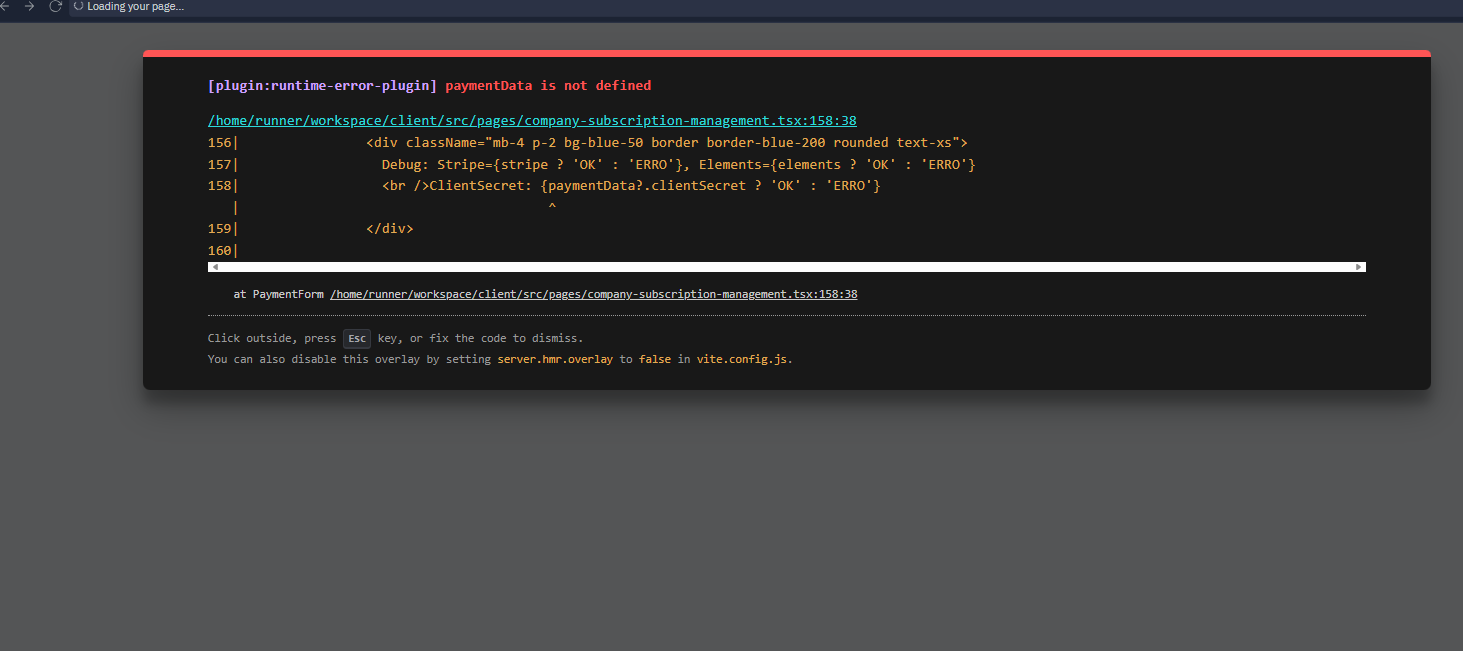 Loading your page...
[plugin:runtime-error-plugin] paymentData is not defined
/home/runner/workspace/client/src/pages/company-subscription-management.tsx:158:38
156|                <div className="mb-4 p-2 bg-blue-50 border border-blue-200 rounded text-xs">
157|                  Debug: Stripe={stripe ? 'OK' : 'ERRO'}, Elements={elements ? 'OK' : 'ERRO'}
158|                  <br />ClientSecret: {paymentData?.clientSecret ? 'OK' : 'ERRO'}
   |                                       ^
159|                </div>
160|
at PaymentForm /home/runner/workspace/client/src/pages/company-subscription-management.tsx:158:38
Click outside, press Esc key, or fix the code to dismiss.
You can also disable this overlay by setting server.hmr.overlay to false in vite.config.js.